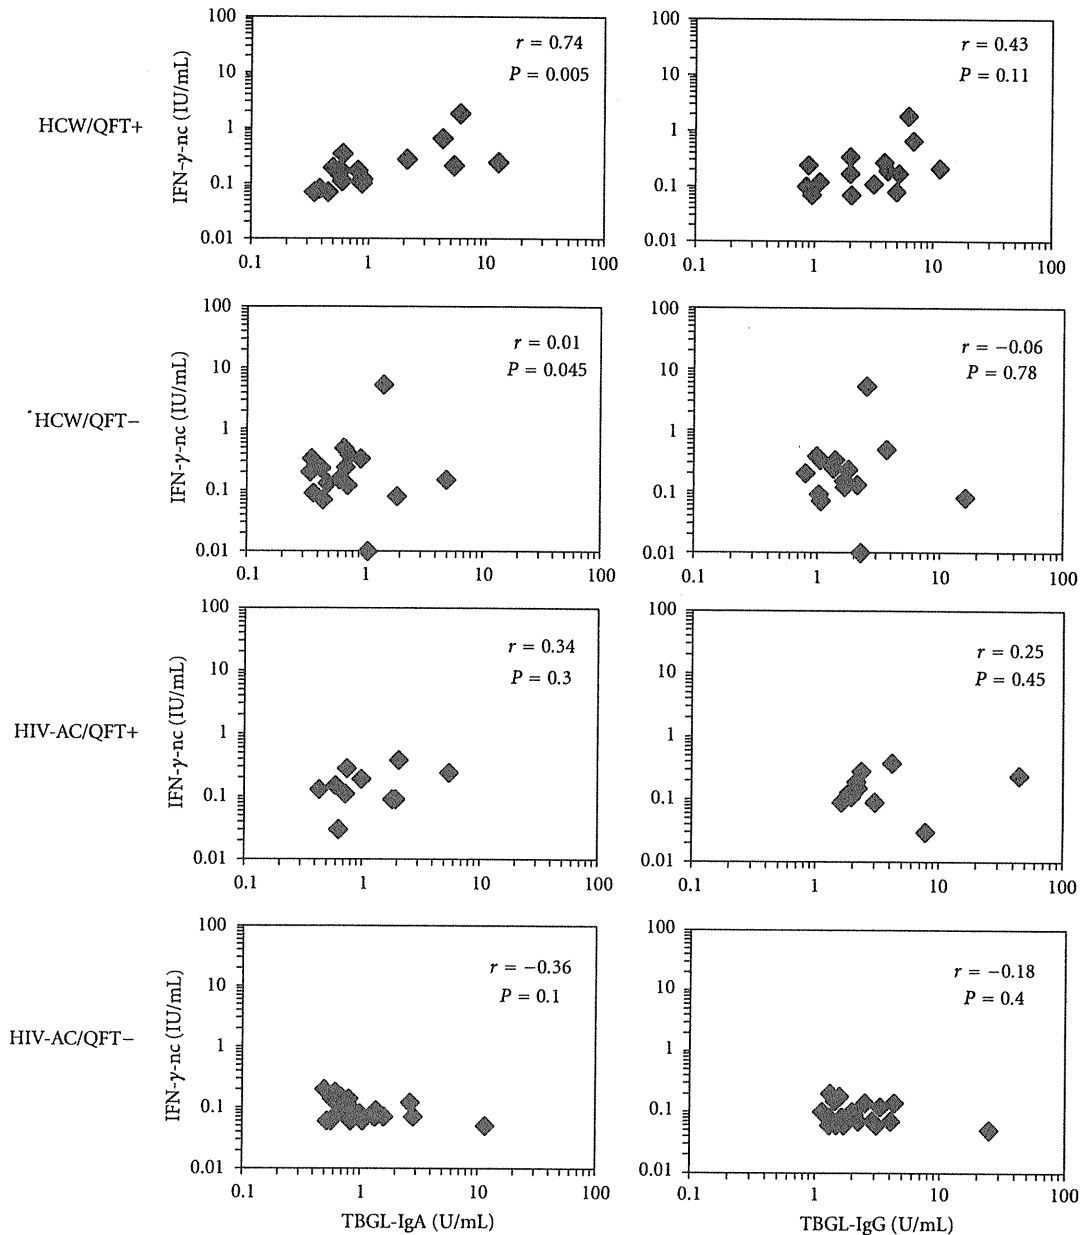 HCW/QFT+
IFN-γ-nc (IU/mL)
100
10
1
0.1
0.01
0.1
1
10
100
r = 0.74
P = 0.005
100
10
1
0.1
0.01
0.1
1
10
100
r = 0.43
P = 0.11
HCW/QFT−
IFN-γ-nc (IU/mL)
100
10
1
0.1
0.01
0.1
1
10
100
r = 0.01
P = 0.045
100
10
1
0.1
0.01
0.1
1
10
100
r = −0.06
P = 0.78
HIV-AC/QFT+
IFN-γ-nc (IU/mL)
100
10
1
0.1
0.01
0.1
1
10
100
r = 0.34
P = 0.3
100
10
1
0.1
0.01
0.1
1
10
100
r = 0.25
P = 0.45
HIV-AC/QFT−
IFN-γ-nc (IU/mL)
100
10
1
0.1
0.01
0.1
1
10
100
r = −0.36
P = 0.1
TBGL-IgA (U/mL)
100
10
1
0.1
0.01
0.1
1
10
100
r = −0.18
P = 0.4
TBGL-IgG (U/mL)